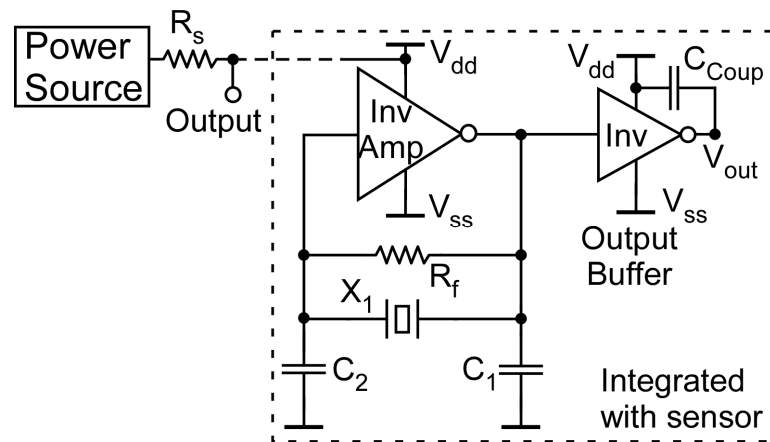 Power
Source
Rs
Output
Vdd
Inv
Amp
Vss
Rf
X1
C2
C1
Vdd
CCoup
Inv
Vout
Vss
Output
Buffer
Integrated
with sensor